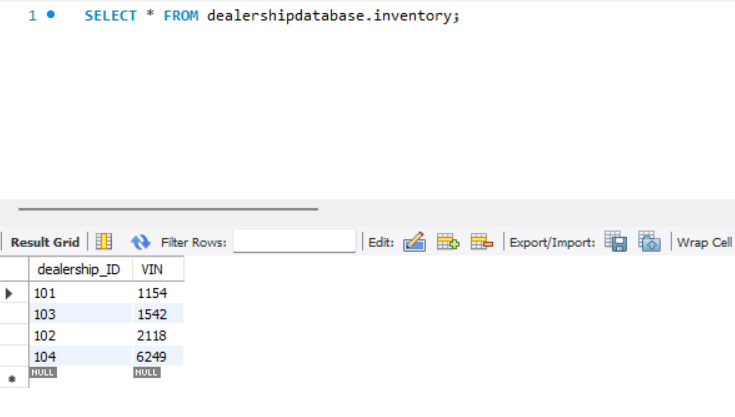 1 SELECT * FROM dealershipdatabase.inventory;
Result Grid Filter Rows: Edit: Export/Import: Wrap Cell
dealership_ID VIN
101 1154
103 1542
102 2118
104 6249
NULL NULL